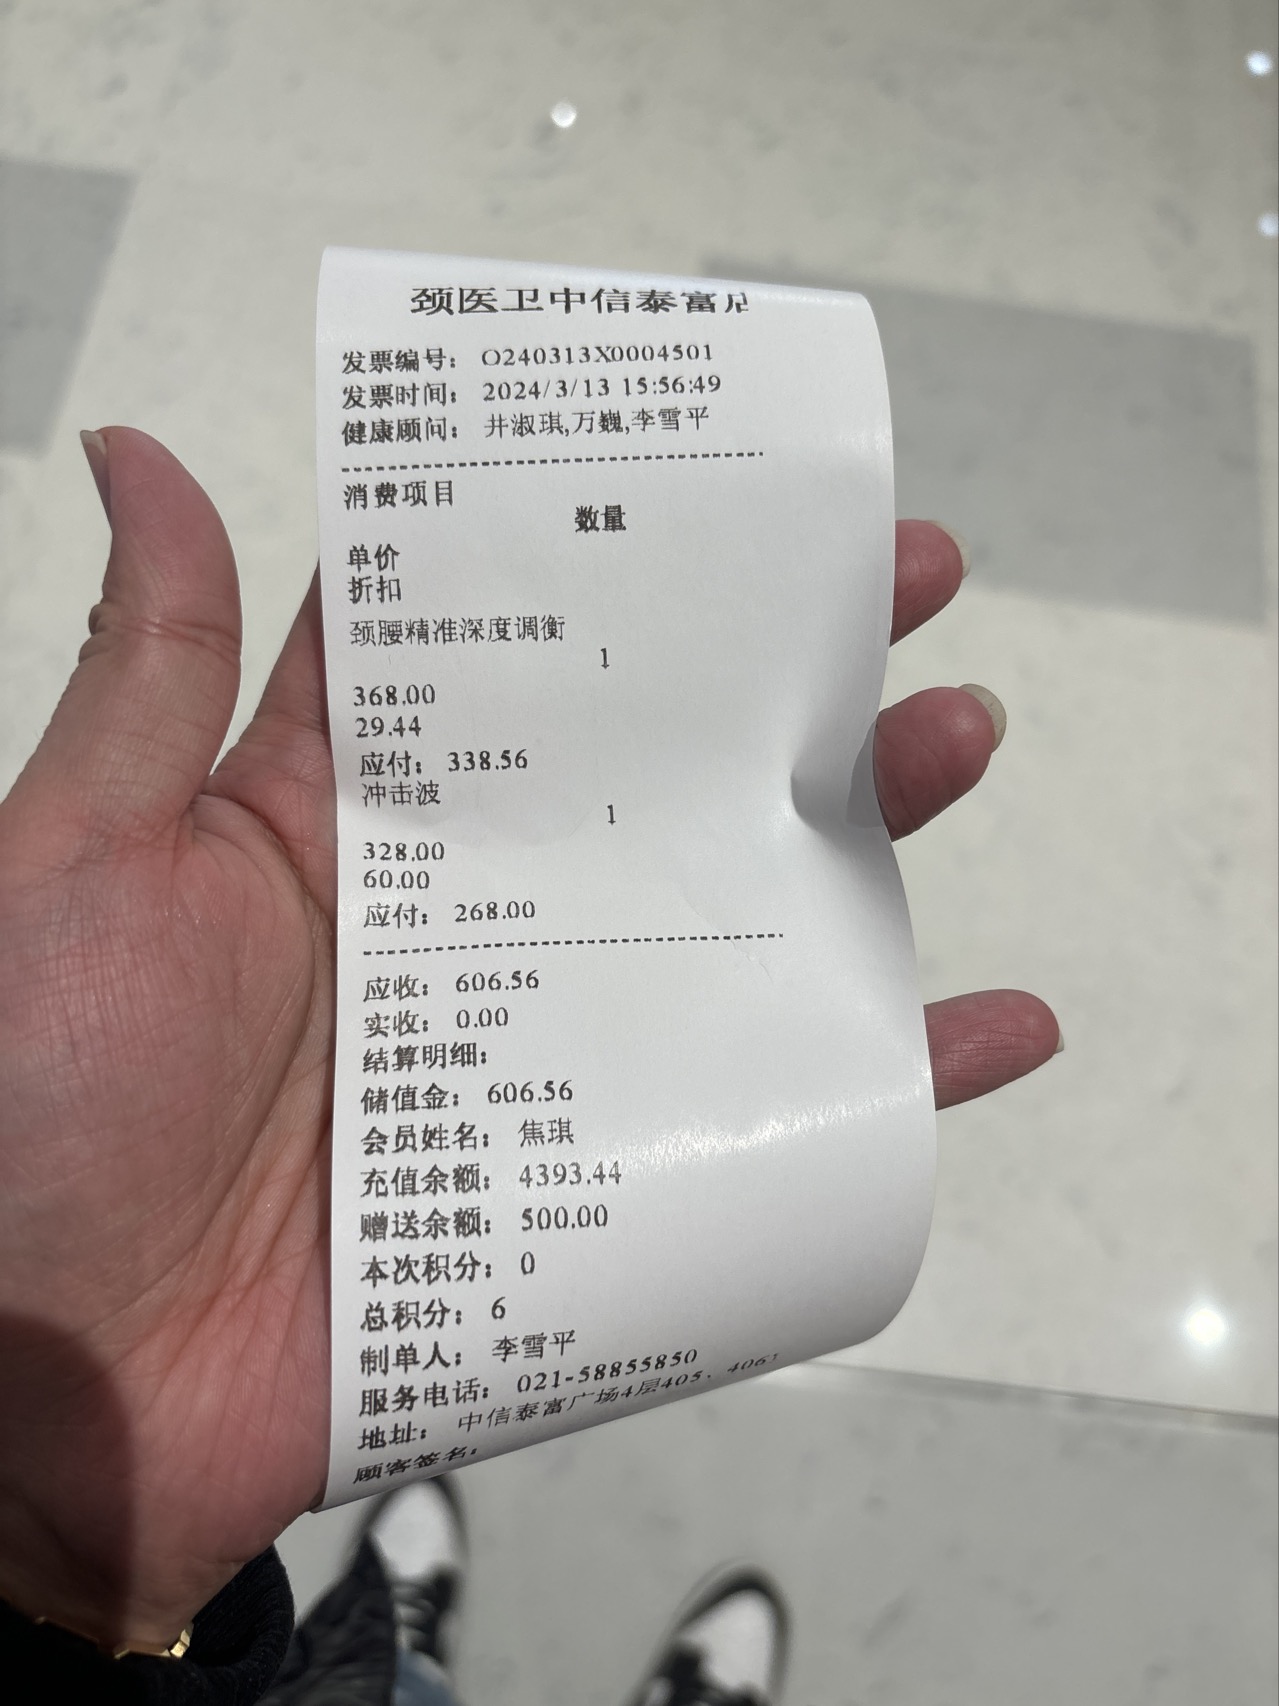 颈医卫中信泰富店
发票编号: O240313X0004501
发票时间: 2024/3/13 15:56:49
健康顾问: 井淑琪,万巍,李雪平
消费项目
数量
单价
折扣
颈腰精准深度调衡
1
368.00
29.44
应付: 338.56
冲击波
1
328.00
60.00
应付: 268.00
应收: 606.56
实收: 0.00
结算明细:
储值金: 606.56
会员姓名: 焦琪
充值余额: 4393.44
赠送余额: 500.00
本次积分: 0
总积分: 6
制单人: 李雪平
服务电话: 021-58855850
地址: 中信泰富广场4层405、406
顾客签名: